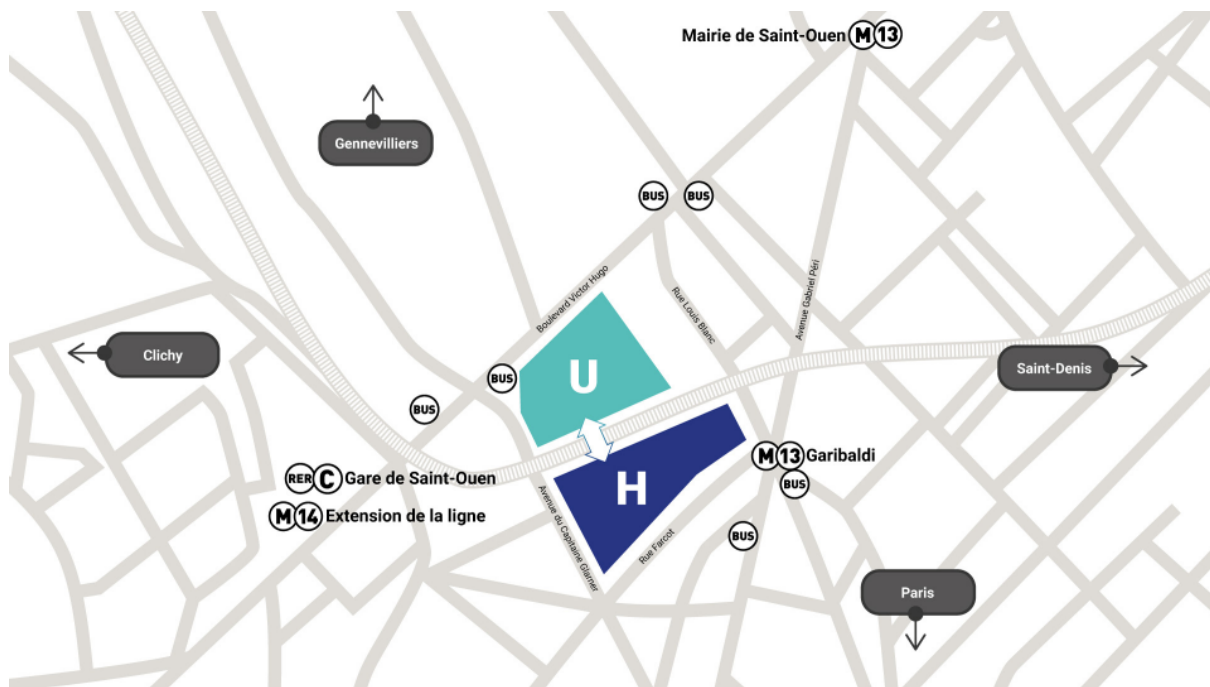 Mairie de Saint-Ouen M 13
Gennevilliers
BUS BUS
Boulevard Victor Hugo
Rue Louis Blanc
Avenue Gabriel Péri
Clichy
Saint-Denis
U
BUS
BUS
M 13 Garibaldi
RER C Gare de Saint-Ouen
H
BUS
M 14 Extension de la ligne
Avenue du Capitaine Glarner
Rue Farcot
BUS
Paris